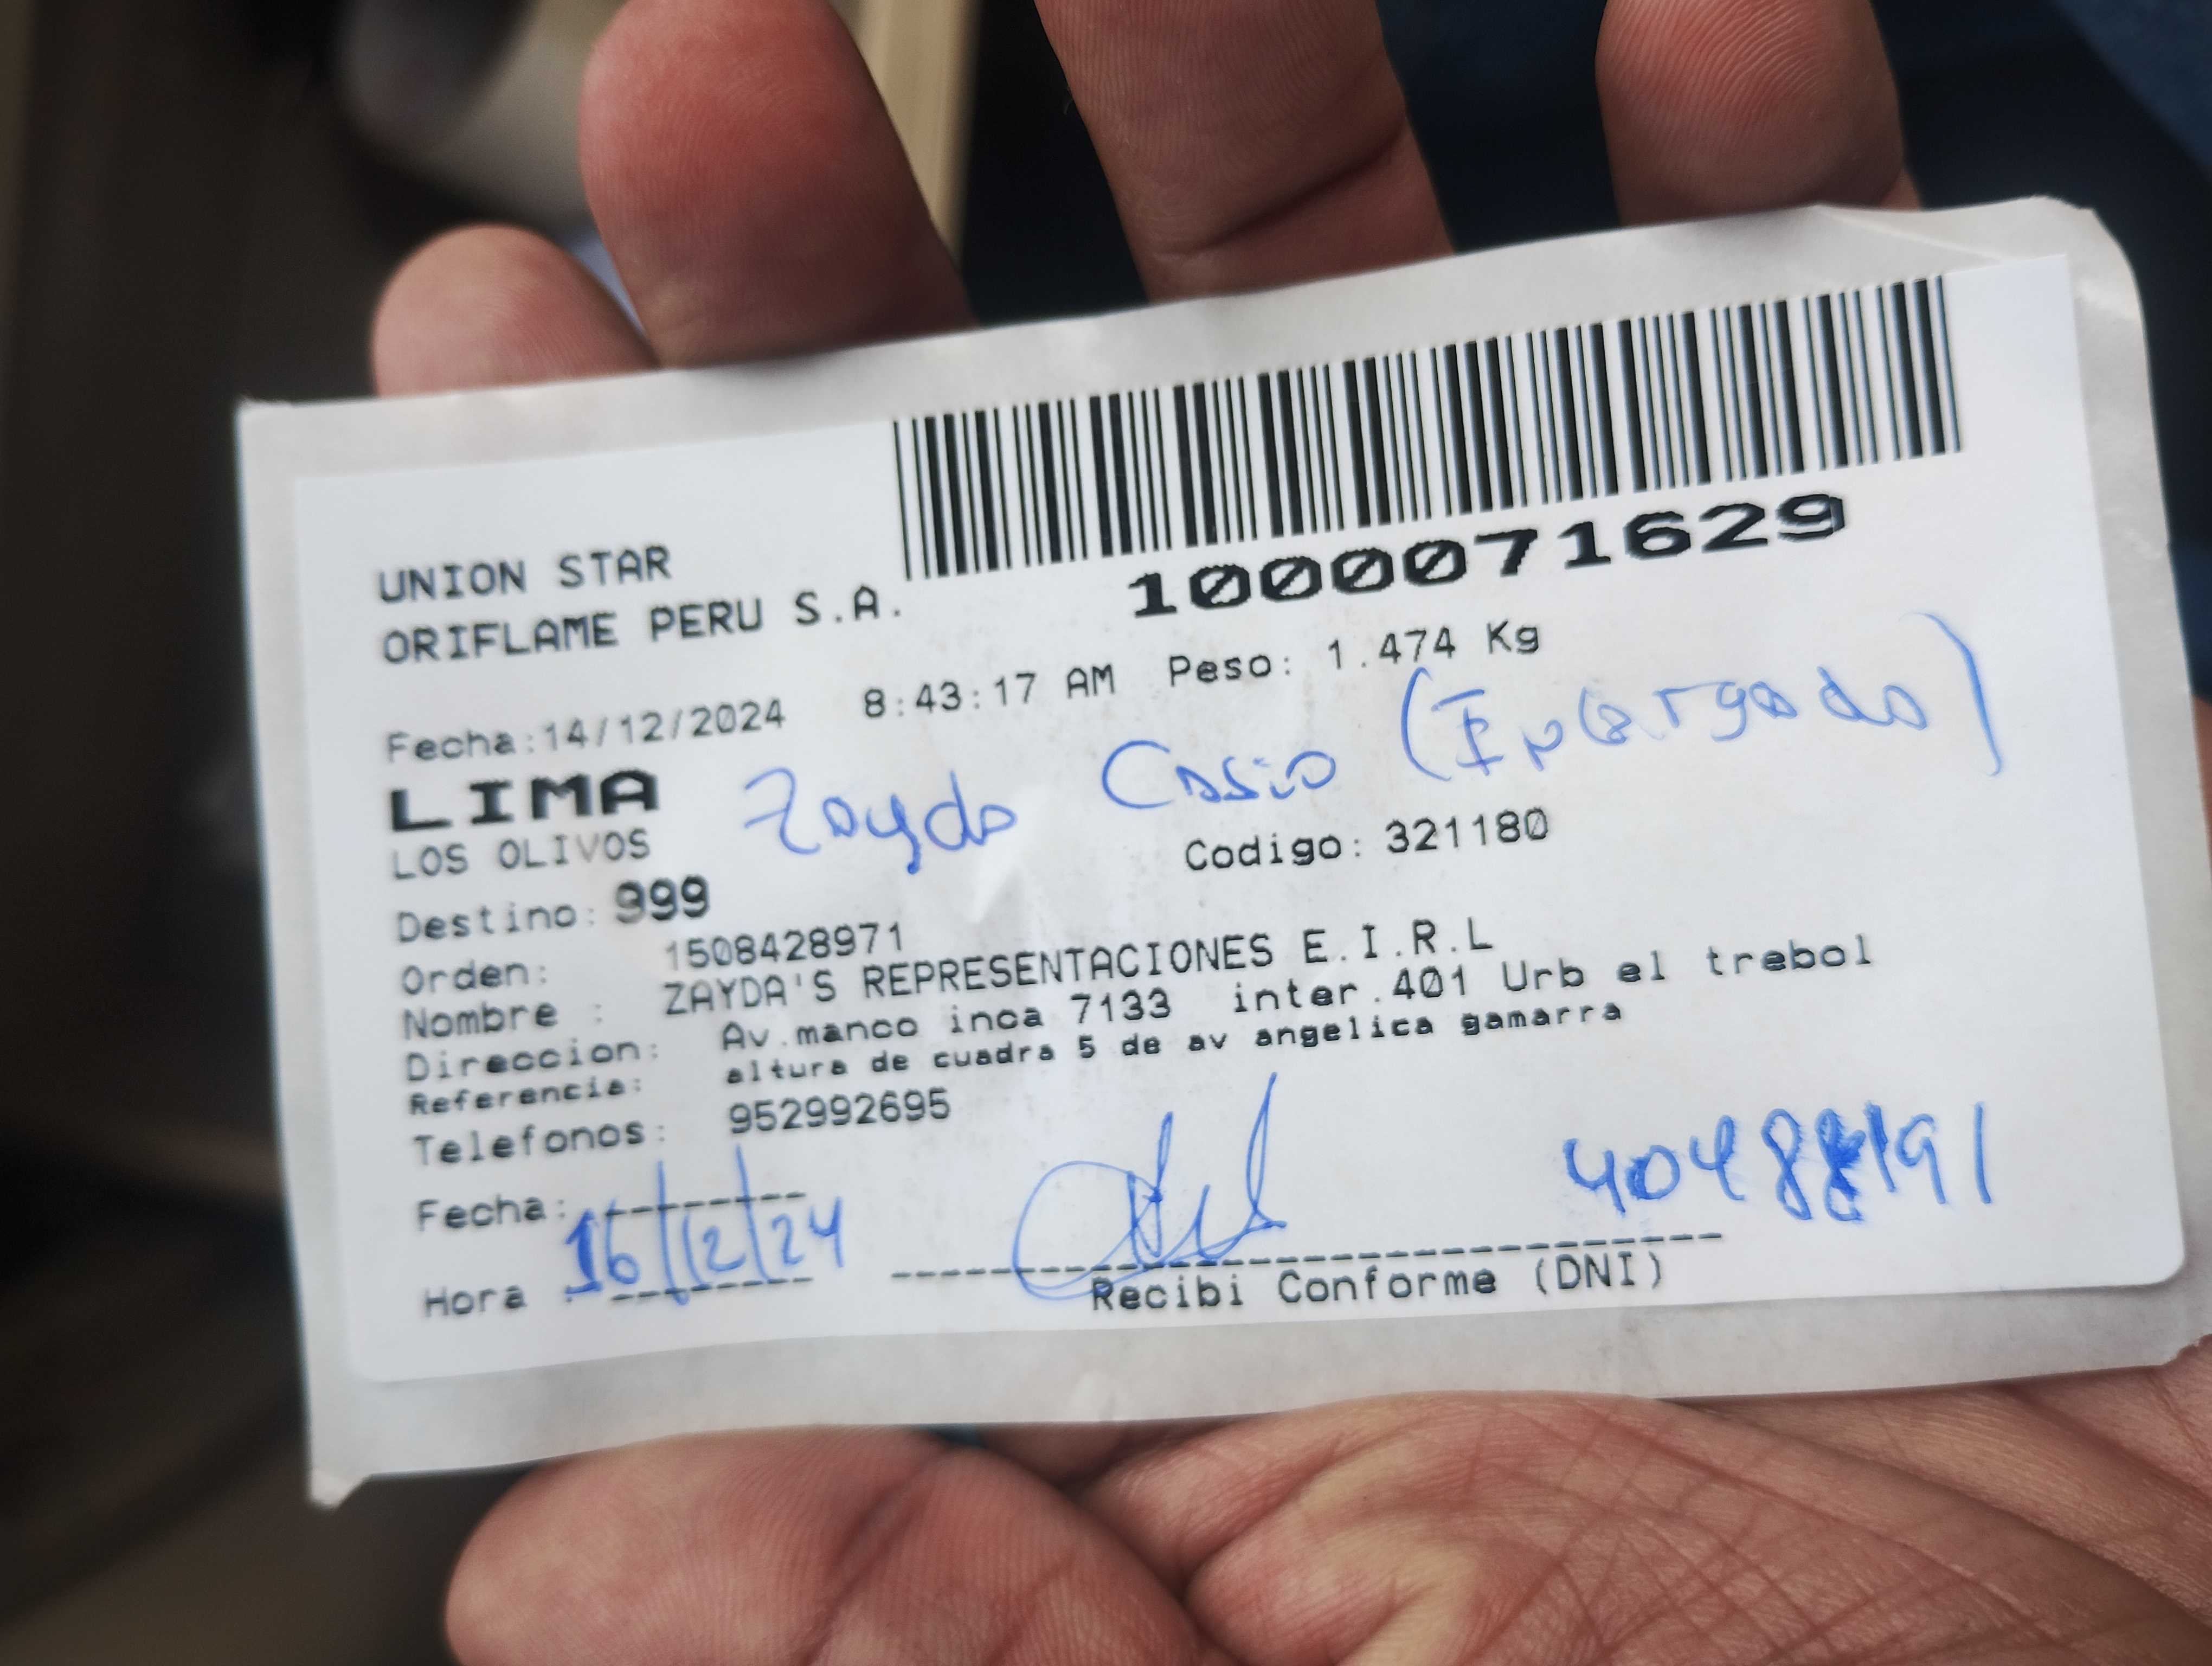 1000071629
UNION STAR
ORIFLAME PERU S.A.
Fecha:14/12/2024 8:43:17 AM Peso: 1.474 Kg
LIMA Zayda Casio (Encargado)
LOS OLIVOS Codigo: 321180
Destino: 999
Orden: 1508428971
Nombre : ZAYDA'S REPRESENTACIONES E.I.R.L
Direccion: Av.manco inca 7133 inter.401 Urb el trebol
Referencia: altura de cuadra 5 de av angelica gamarra
Telefonos: 952992695
Fecha: 16/12/24
Hora :
Recibi Conforme (DNI)